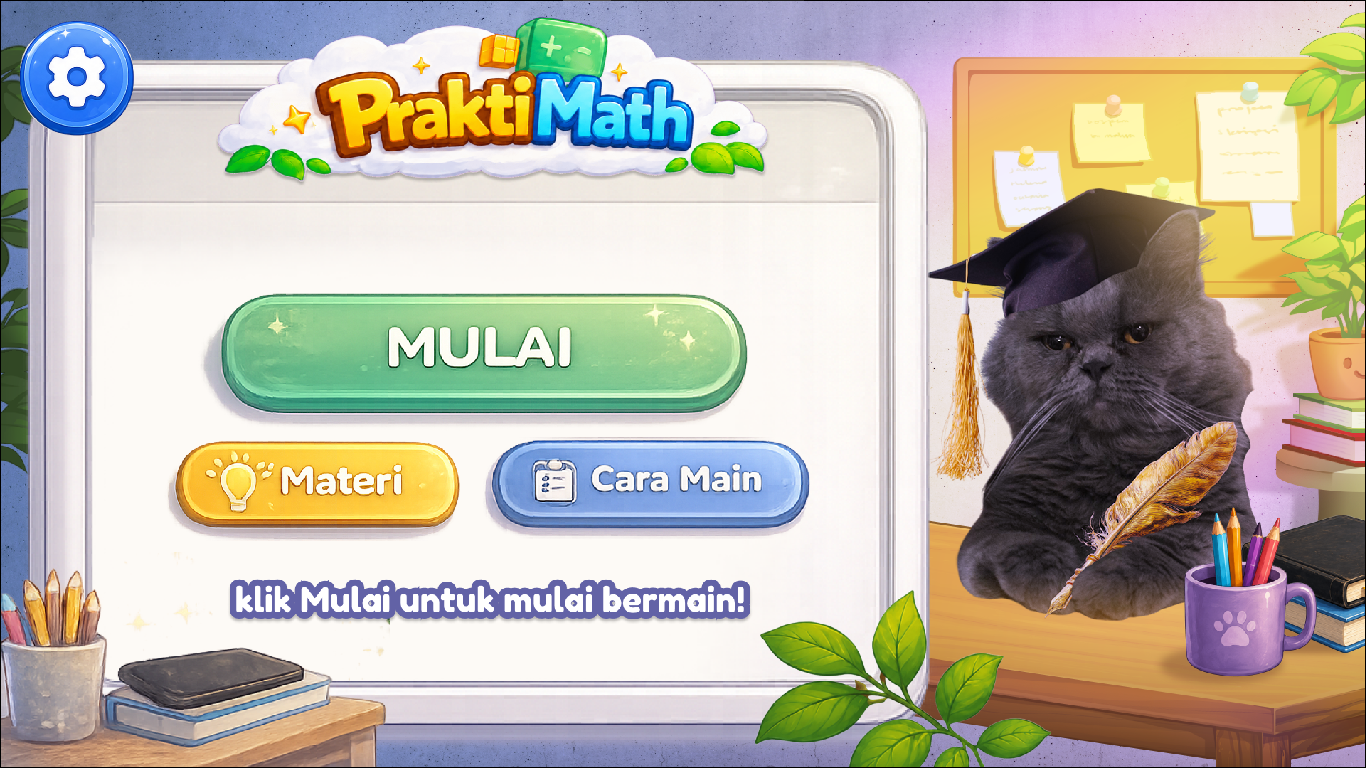 PraktiMath
MULAI
Materi
Cara Main
klik Mulai untuk mulai bermain!